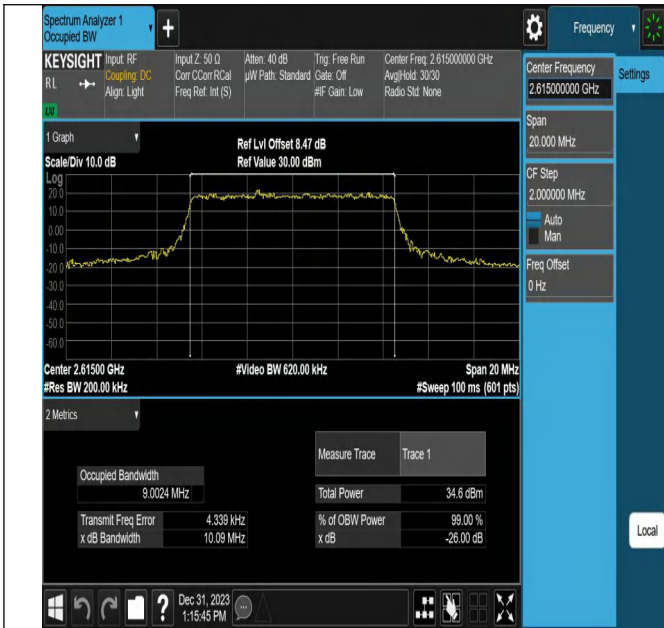 Spectrum Analyzer 1
Occupied BW
+
Frequency
KEYSIGHT
RL
LXI
Input: RF
Coupling: DC
Align: Light
Input Z: 50 Ω
Corr CCorr RCal
Freq Ref: Int (S)
Atten: 40 dB
µW Path: Standard
Trig: Free Run
Gate: Off
#IF Gain: Low
Center Freq: 2.615000000 GHz
Avg|Hold: 30/30
Radio Std: None
Center Frequency
2.615000000 GHz
Settings
Span
20.000 MHz
CF Step
2.000000 MHz
Auto
Man
Freq Offset
0 Hz
Local
1 Graph
Scale/Div 10.0 dB
Ref Lvl Offset 8.47 dB
Ref Value 30.00 dBm
Log
20.0
10.0
0.00
-10.0
-20.0
-30.0
-40.0
-50.0
-60.0
Center 2.61500 GHz
#Video BW 620.00 kHz
Span 20 MHz
#Res BW 200.00 kHz
#Sweep 100 ms (601 pts)
2 Metrics
Measure Trace Trace 1
Occupied Bandwidth
9.0024 MHz
Total Power 34.6 dBm
Transmit Freq Error 4.339 kHz
% of OBW Power 99.00 %
x dB Bandwidth 10.09 MHz
x dB -26.00 dB
?
Dec 31, 2023
1:15:45 PM